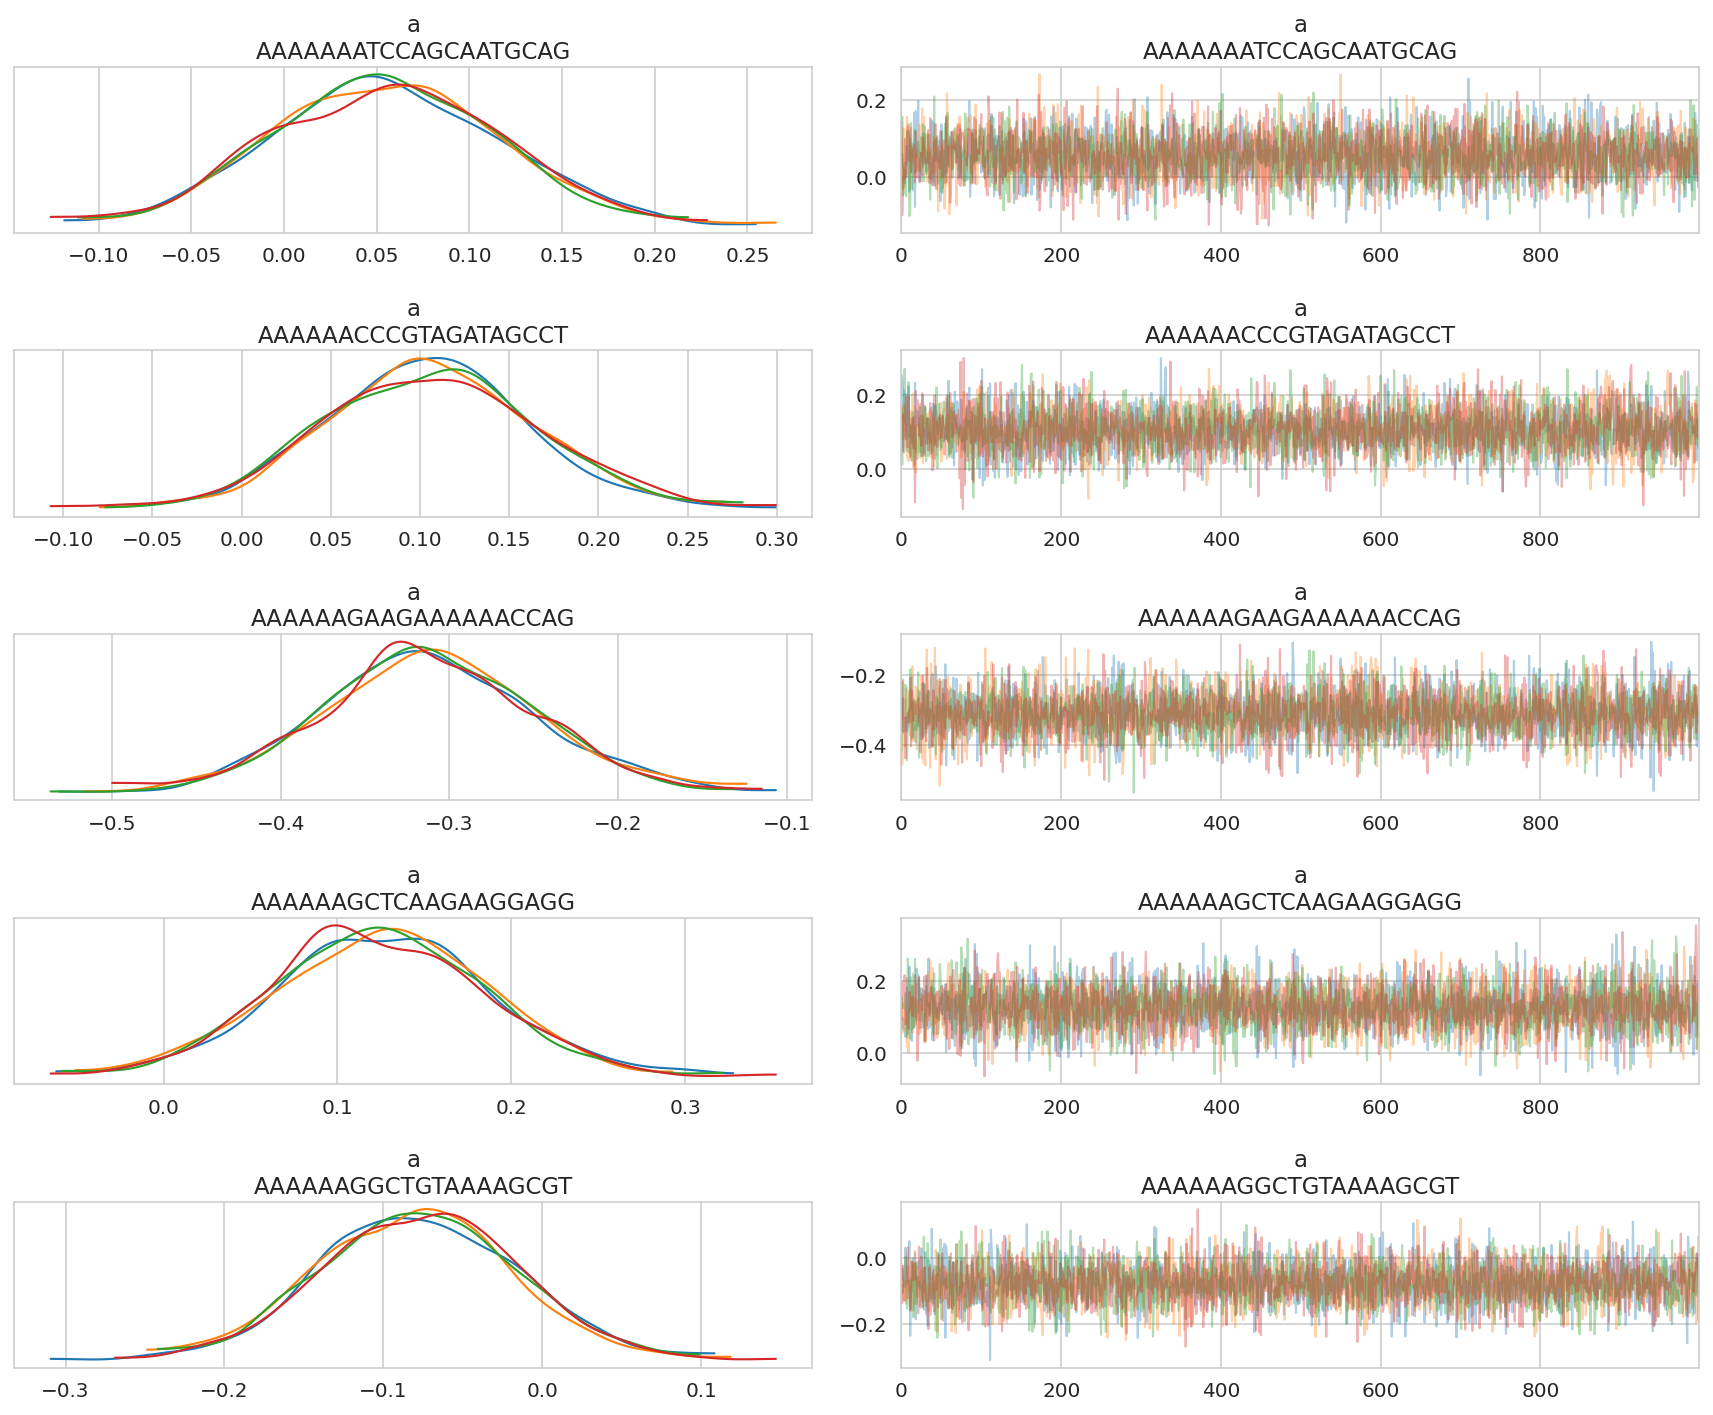 a
AAAAAAATCCAGCAATGCAG
−0.10 −0.05 0.00 0.05 0.10 0.15 0.20 0.25
a
AAAAAAATCCAGCAATGCAG
0.2
0.0
0 200 400 600 800
a
AAAAAACCCGTAGATAGCCT
−0.10 −0.05 0.00 0.05 0.10 0.15 0.20 0.25 0.30
a
AAAAAACCCGTAGATAGCCT
0.2
0.0
0 200 400 600 800
a
AAAAAAGAAGAAAAAACCAG
−0.5 −0.4 −0.3 −0.2 −0.1
a
AAAAAAGAAGAAAAAACCAG
−0.2
−0.4
0 200 400 600 800
a
AAAAAAGCTCAAGAAGGAGG
0.0 0.1 0.2 0.3
a
AAAAAAGCTCAAGAAGGAGG
0.2
0.0
0 200 400 600 800
a
AAAAAAGGCTGTAAAAGCGT
−0.3 −0.2 −0.1 0.0 0.1
a
AAAAAAGGCTGTAAAAGCGT
0.0
−0.2
0 200 400 600 800